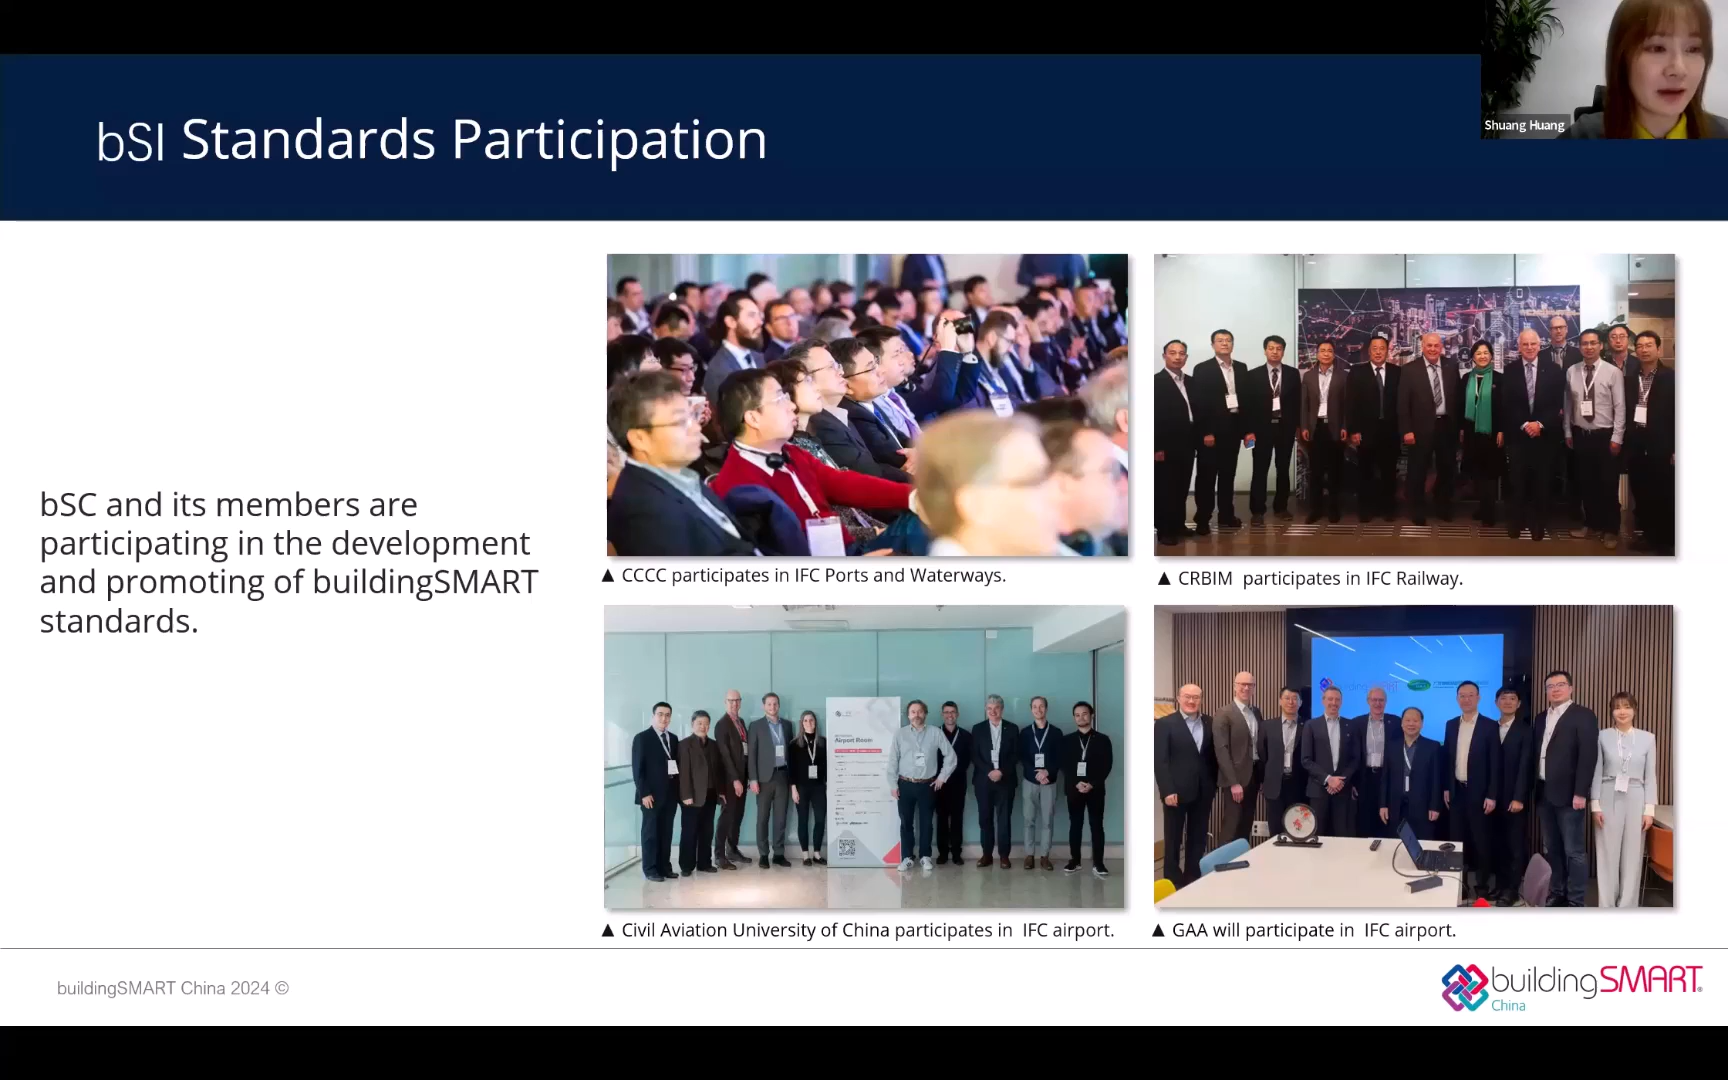 Shuang Huang
bSI Standards Participation
bSC and its members are
participating in the development
and promoting of buildingSMART
standards.
▲ CCCC participates in IFC Ports and Waterways.
▲ CRBIM participates in IFC Railway.
Airport Room
▲ Civil Aviation University of China participates in IFC airport.
▲ GAA will participate in IFC airport.
buildingSMART China 2024 ©
buildingSMART®
China